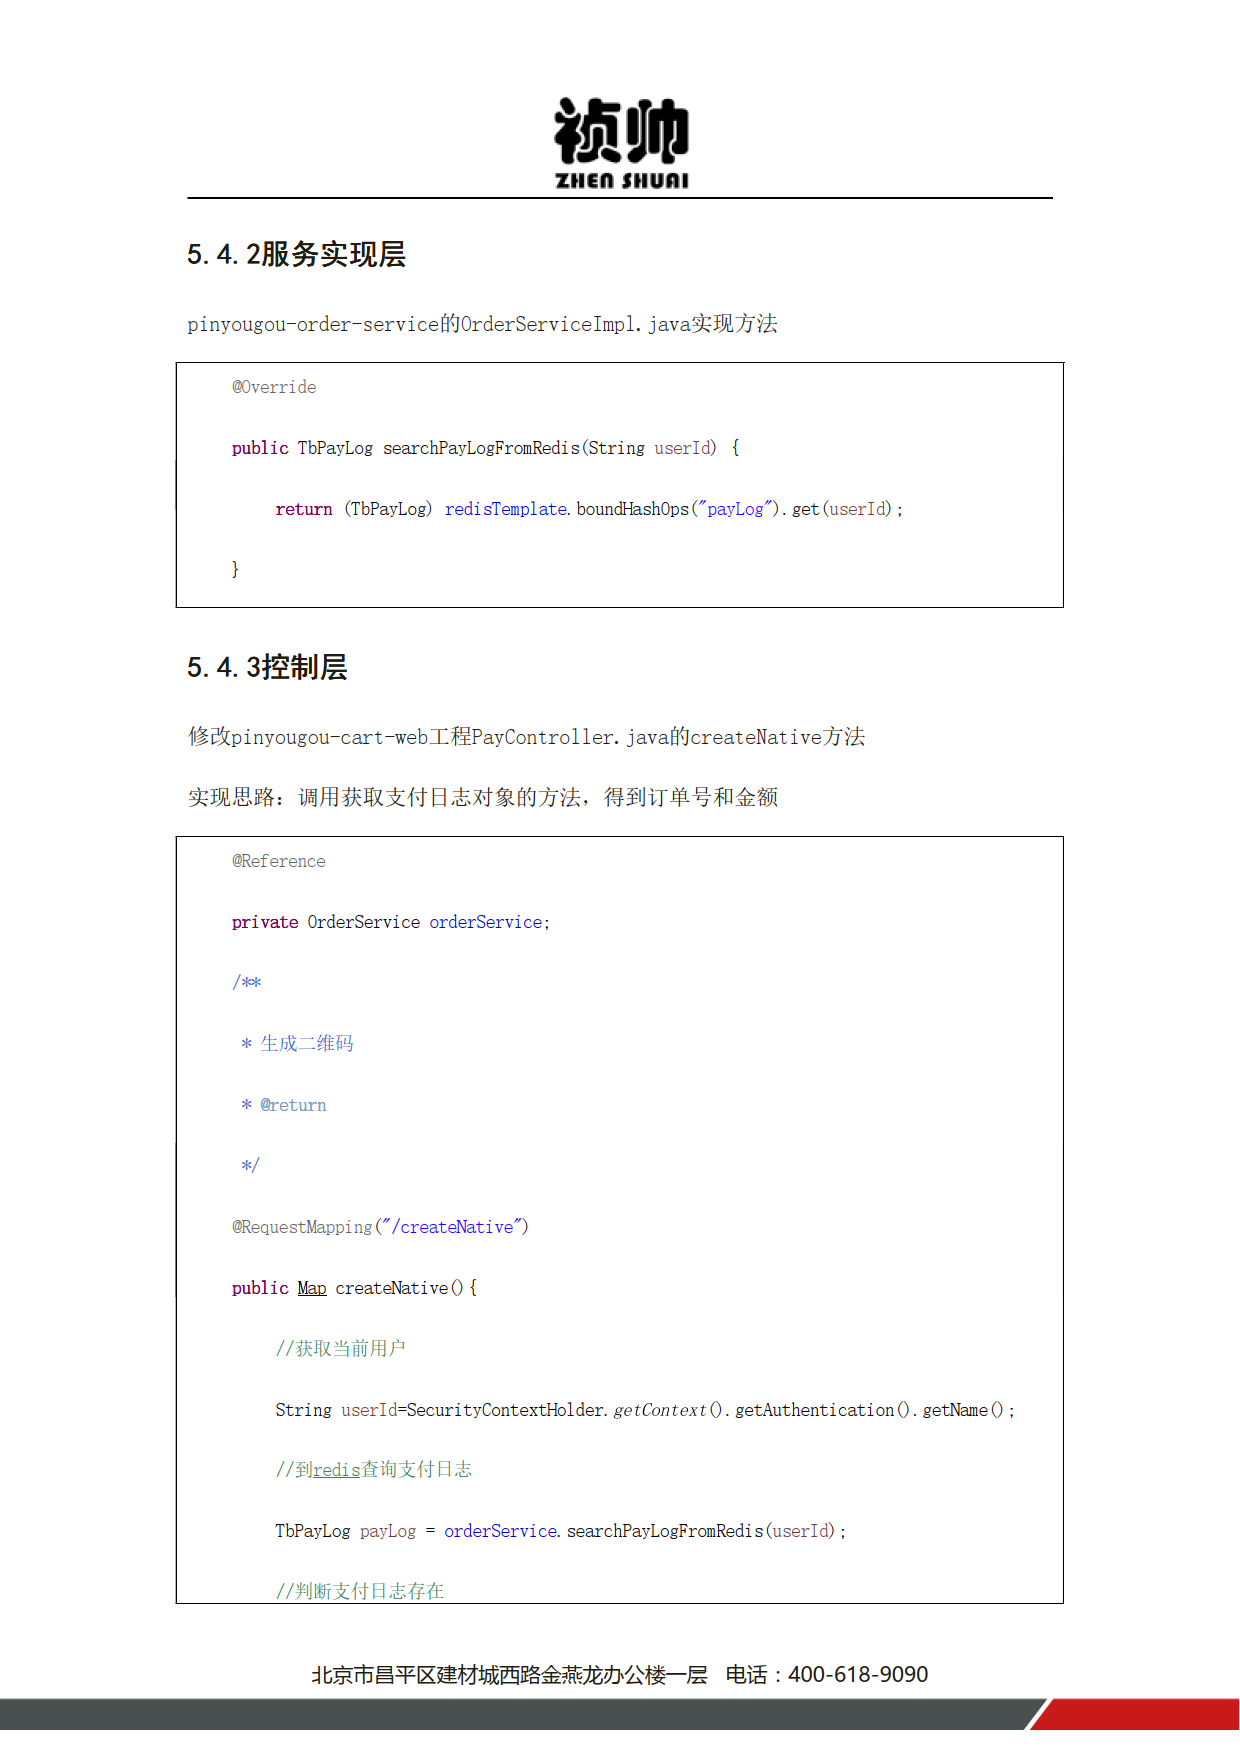 祯帅
ZHEN SHUAI
5.4.2服务实现层
pinyougou-order-service的OrderServiceImpl.java实现方法
@Override
public TbPayLog searchPayLogFromRedis(String userId) {
return (TbPayLog) redisTemplate.boundHashOps("payLog").get(userId);
}
5.4.3控制层
修改pinyougou-cart-web工程PayController.java的createNative方法
实现思路：调用获取支付日志对象的方法，得到订单号和金额
@Reference
private OrderService orderService;
/**
* 生成二维码
* @return
*/
@RequestMapping("/createNative")
public Map createNative(){
//获取当前用户
String userId=SecurityContextHolder.getContext().getAuthentication().getName();
//到redis查询支付日志
TbPayLog payLog = orderService.searchPayLogFromRedis(userId);
//判断支付日志存在
北京市昌平区建材城西路金燕龙办公楼一层 电话：400-618-9090